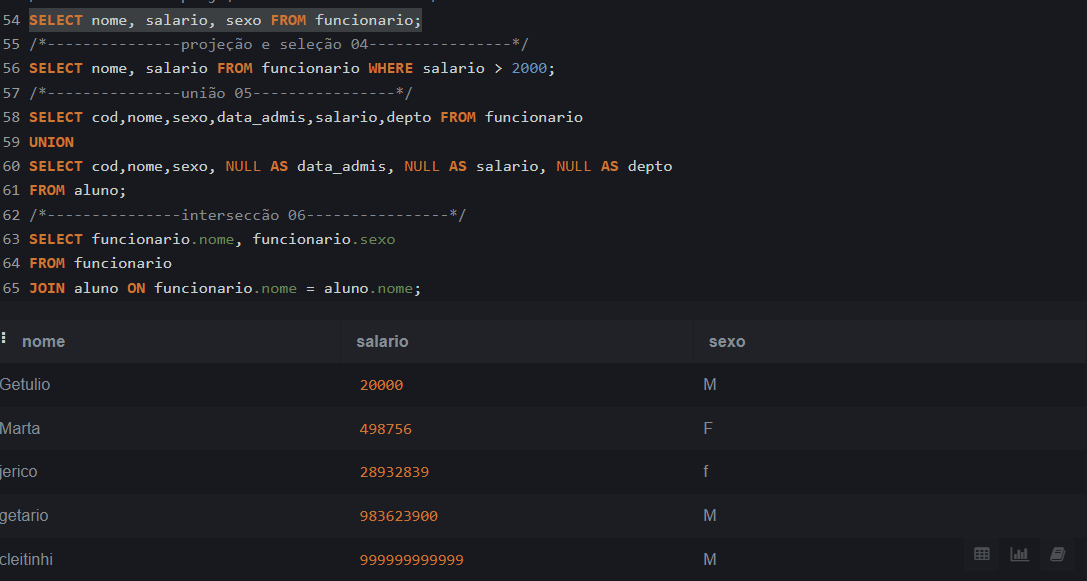 54 SELECT nome, salario, sexo FROM funcionario;
55 /*---------------projeção e seleção 04----------------*/
56 SELECT nome, salario FROM funcionario WHERE salario > 2000;
57 /*---------------união 05----------------*/
58 SELECT cod,nome,sexo,data_admis,salario,depto FROM funcionario
59 UNION
60 SELECT cod,nome,sexo, NULL AS data_admis, NULL AS salario, NULL AS depto
61 FROM aluno;
62 /*---------------interseccão 06----------------*/
63 SELECT funcionario.nome, funcionario.sexo
64 FROM funcionario
65 JOIN aluno ON funcionario.nome = aluno.nome;
nome salario sexo
Getulio 20000 M
Marta 498756 F
jerico 28932839 f
getario 983623900 M
cleitinhi 999999999999 M